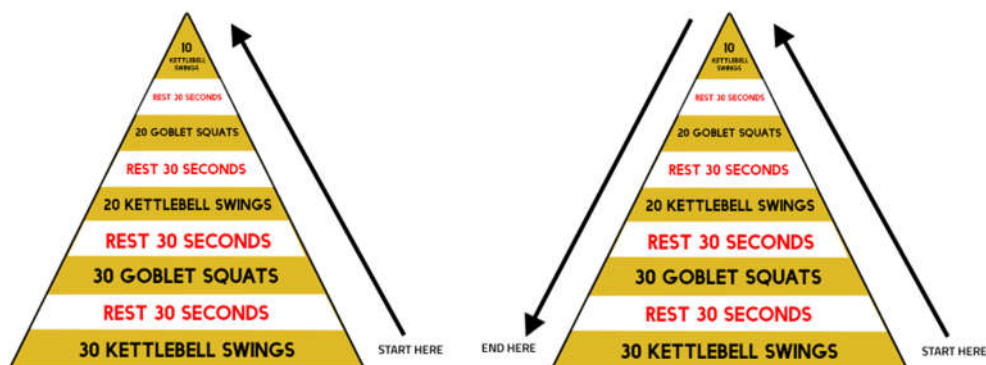 10
KETTLEBELL
SWINGS
REST 30 SECONDS
20 GOBLET SQUATS
REST 30 SECONDS
20 KETTLEBELL SWINGS
REST 30 SECONDS
30 GOBLET SQUATS
REST 30 SECONDS
30 KETTLEBELL SWINGS
START HERE
10
KETTLEBELL
SWINGS
REST 30 SECONDS
20 GOBLET SQUATS
REST 30 SECONDS
20 KETTLEBELL SWINGS
REST 30 SECONDS
30 GOBLET SQUATS
REST 30 SECONDS
END HERE
30 KETTLEBELL SWINGS
START HERE